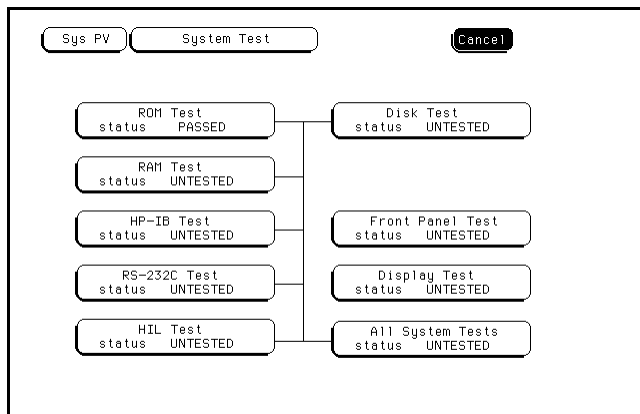 Sys PV System Test Cancel
ROM Test
status PASSED
Disk Test
status UNTESTED
RAM Test
status UNTESTED
HP-IB Test
status UNTESTED
Front Panel Test
status UNTESTED
RS-232C Test
status UNTESTED
Display Test
status UNTESTED
HIL Test
status UNTESTED
All System Tests
status UNTESTED